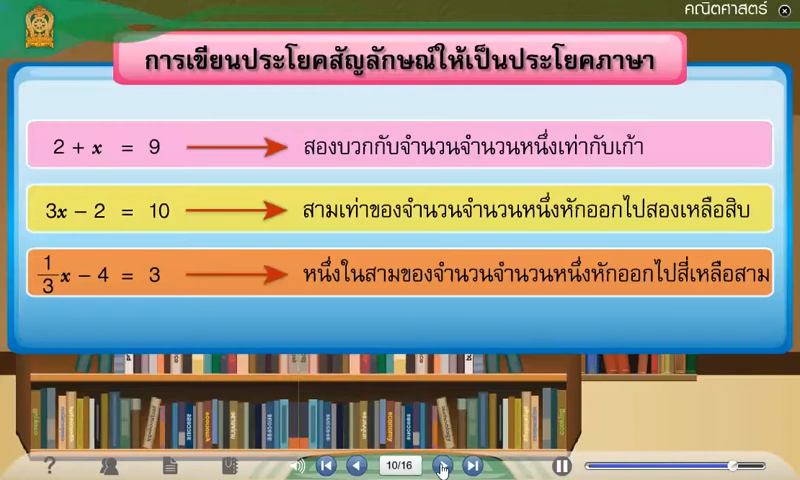 คณิตศาสตร์
การเขียนประโยคสัญลักษณ์ให้เป็นประโยคภาษา
2 + x = 9 สองบวกกับจำนวนจำนวนหนึ่งเท่ากับเก้า
3x – 2 = 10 สามเท่าของจำนวนจำนวนหนึ่งหักออกไปสองเหลือสิบ
1/3 x – 4 = 3 หนึ่งในสามของจำนวนจำนวนหนึ่งหักออกไปสี่เหลือสาม
? 10/16